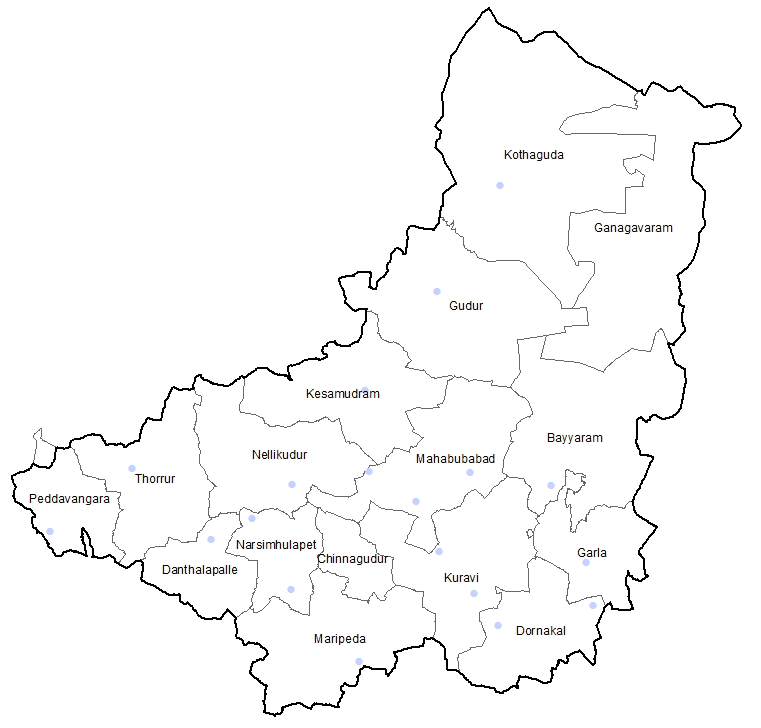 Kothaguda
Ganagavaram
Gudur
Kesamudram
Bayyaram
Nellikudur
Mahabubabad
Thorrur
Peddavangara
Narsimhulapet
Chinnagudur
Garla
Danthalapalle
Kuravi
Dornakal
Maripeda